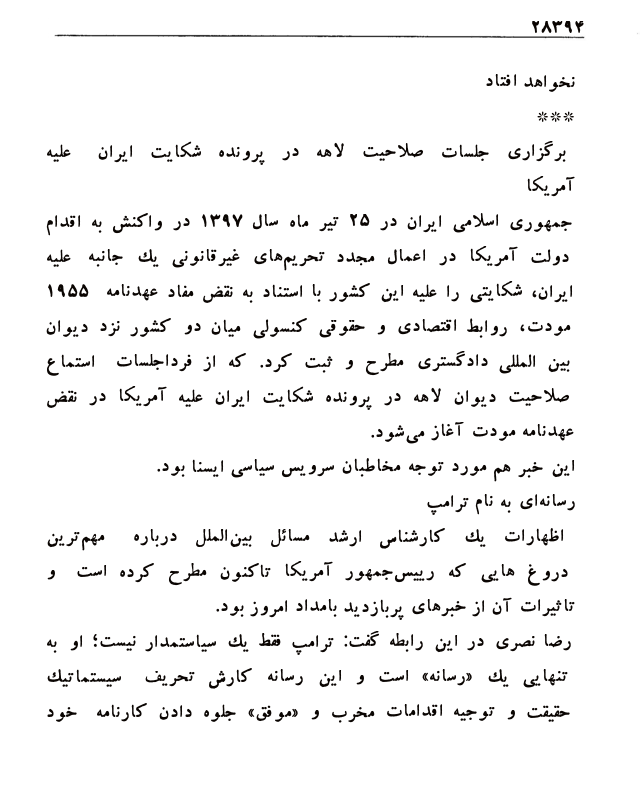 ۲۸۳۹۴
نخواهد افتاد
***
برگزاری جلسات صلاحیت لاهه در پرونده شکایت ایران علیه
آمریکا
جمهوری اسلامی ایران در ۲۵ تیر ماه سال ۱۳۹۷ در واکنش به اقدام
دولت آمریکا در اعمال مجدد تحریم‌های غیرقانونی یك جانبه علیه
ایران، شکایتی را علیه این کشور با استناد به نقض مفاد عهدنامه ۱۹۵۵
مودت، روابط اقتصادی و حقوقی کنسولی میان دو کشور نزد دیوان
بین المللی دادگستری مطرح و ثبت کرد. که از فرداجلسات استماع
صلاحیت دیوان لاهه در پرونده شکایت ایران علیه آمریکا در نقض
عهدنامه مودت آغاز می‌شود.
این خبر هم مورد توجه مخاطبان سرویس سیاسی ایسنا بود.
رسانه‌ای به نام ترامپ
اظهارات یك کارشناس ارشد مسائل بین‌الملل درباره مهم‌ترین
دروغ هایی که رییس‌جمهور آمریکا تاکنون مطرح کرده است و
تاثیرات آن از خبرهای پربازدید بامداد امروز بود.
رضا نصری در این رابطه گفت: ترامپ فقط یك سیاستمدار نیست؛ او به
تنهایی یك «رسانه» است و این رسانه کارش تحریف سیستماتیك
حقیقت و توجیه اقدامات مخرب و «موفق» جلوه دادن کارنامه خود